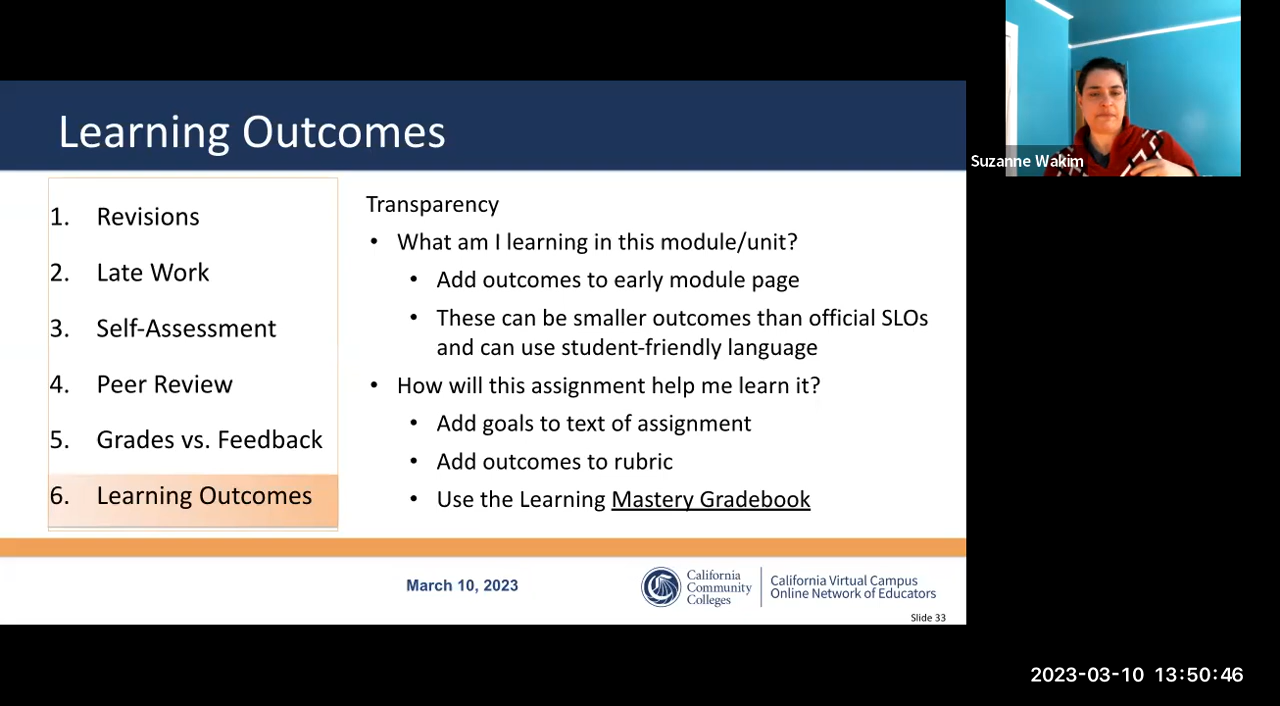 Learning Outcomes
1. Revisions
2. Late Work
3. Self-Assessment
4. Peer Review
5. Grades vs. Feedback
6. Learning Outcomes
Transparency
• What am I learning in this module/unit?
• Add outcomes to early module page
• These can be smaller outcomes than official SLOs
and can use student-friendly language
• How will this assignment help me learn it?
• Add goals to text of assignment
• Add outcomes to rubric
• Use the Learning Mastery Gradebook
March 10, 2023
California
Community
Colleges
California Virtual Campus
Online Network of Educators
Slide 33
Suzanne Wakim
2023-03-10 13:50:46